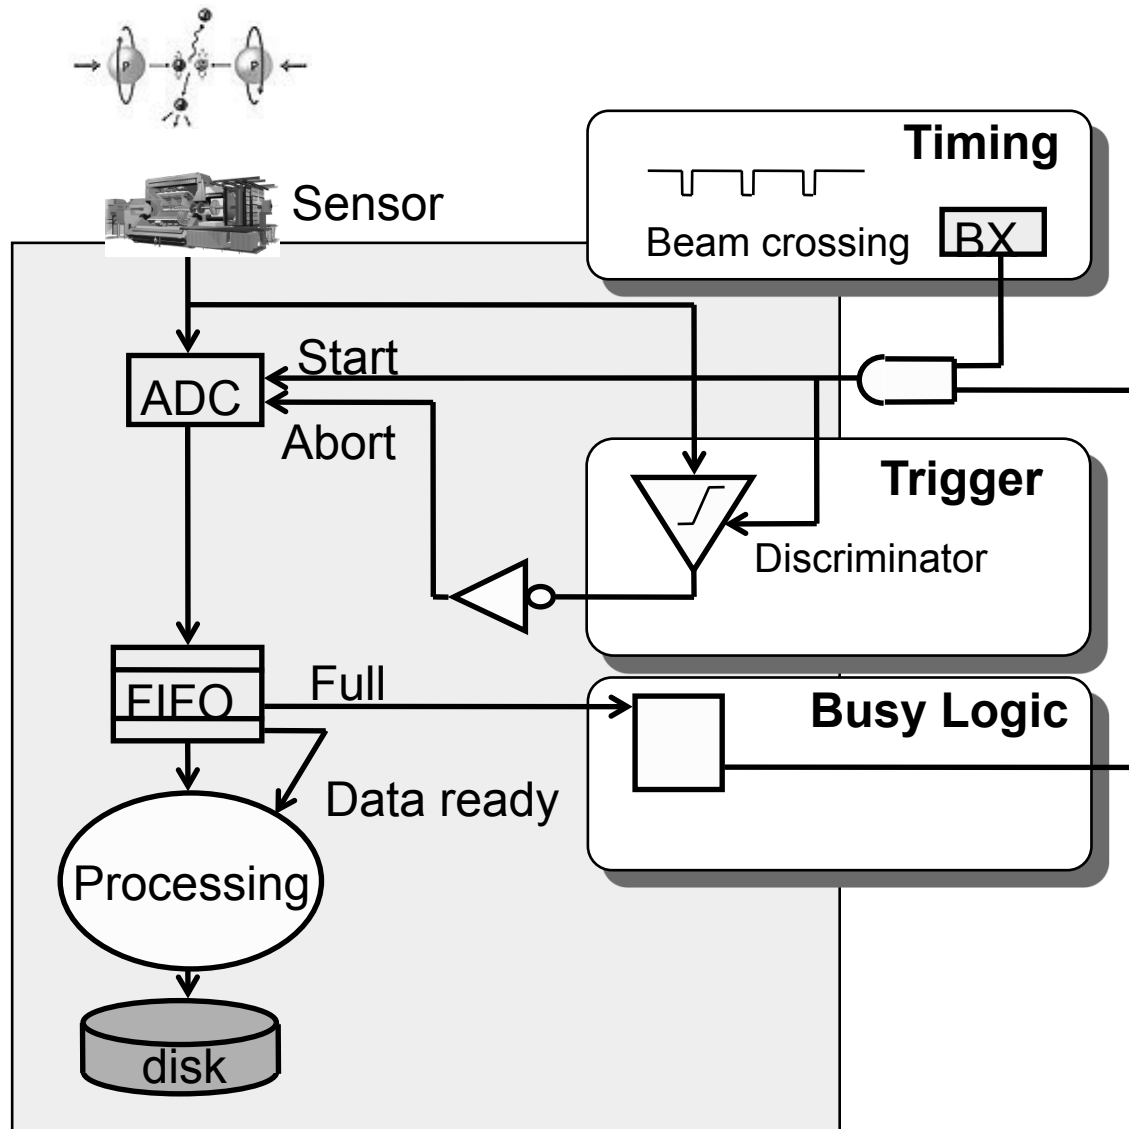 P
P
Timing
Sensor
Beam crossing
BX
Start
ADC
Abort
Trigger
Discriminator
Full
FIFO
Busy Logic
Data ready
Processing
disk